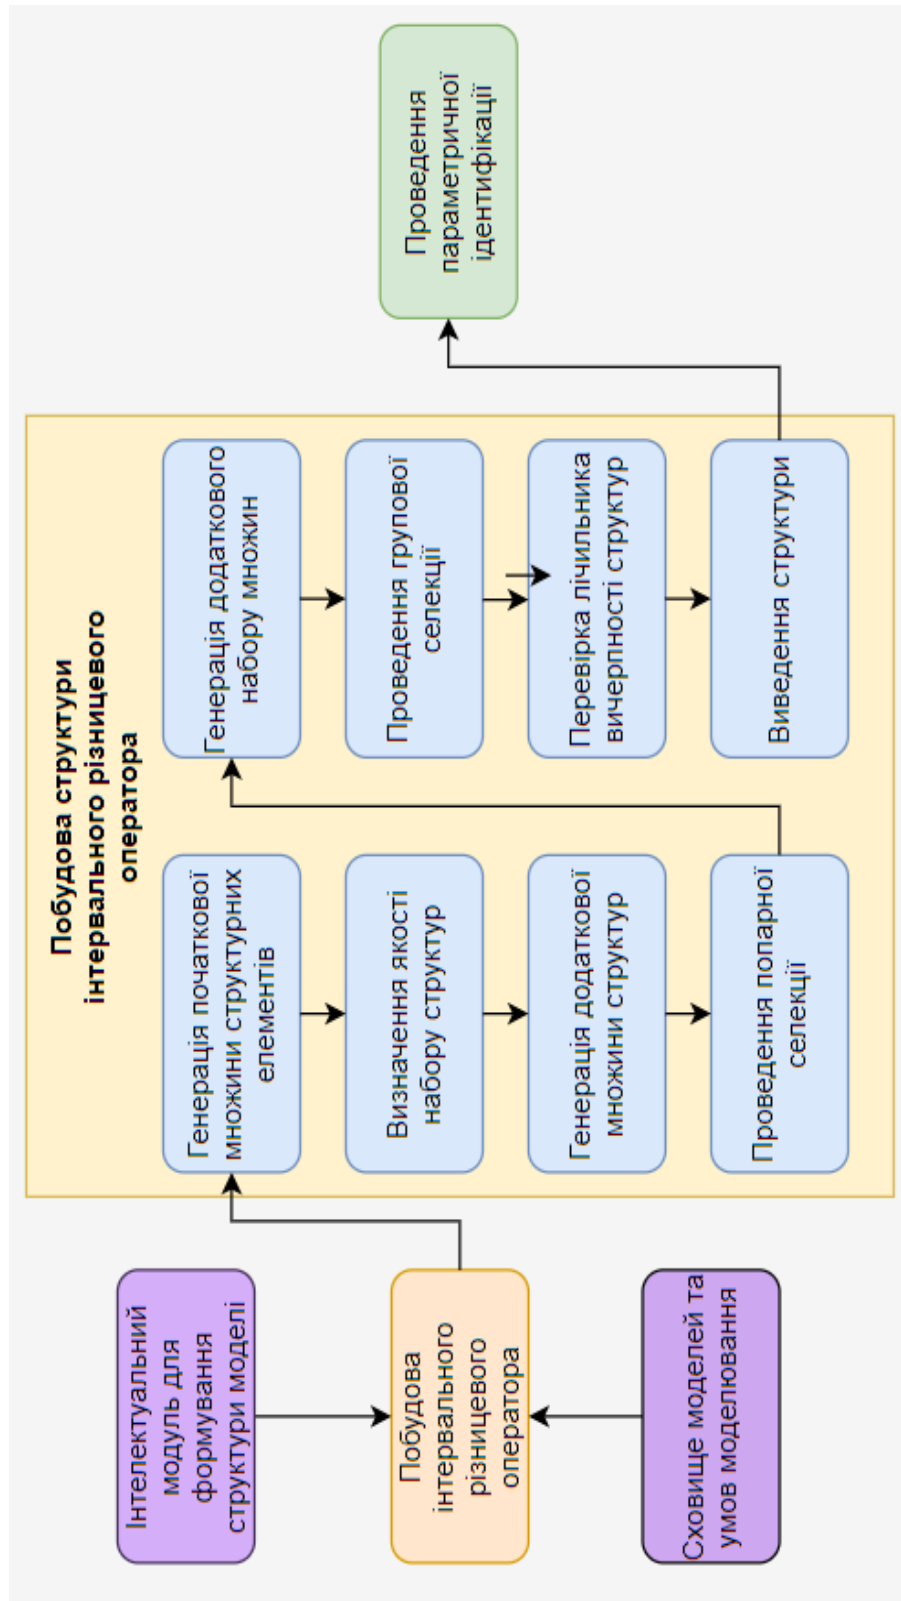 Інтелектуальний
модуль для
формування
структури моделі
Побудова
інтервального
різницевого
оператора
Сховище моделей та
умов моделювання
Побудова структури
інтервального різницевого
оператора
Генерація початкової
множини структурних
елементів
Визначення якості
набору структур
Генерація додаткової
множини структур
Проведення попарної
селекції
Генерація додаткового
набору множин
Проведення групової
селекції
Перевірка лічильника
вичерпності структур
Виведення структури
Проведення
параметричної
ідентифікації